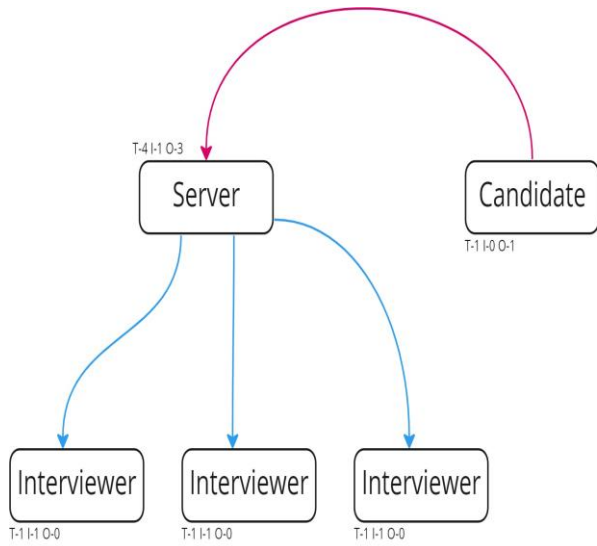 T-4 I-1 O-3
Server
Candidate
T-1 I-0 O-1
Interviewer
Interviewer
Interviewer
T-1 I-1 O-0
T-1 I-1 O-0
T-1 I-1 O-0